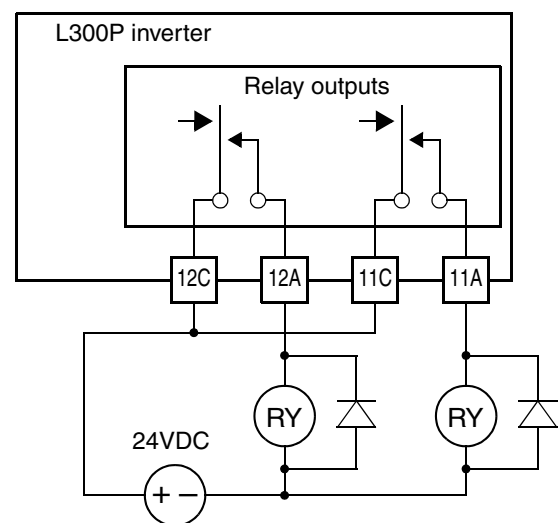 L300P inverter
Relay outputs
12C 12A 11C 11A
RY RY
24VDC
+ −